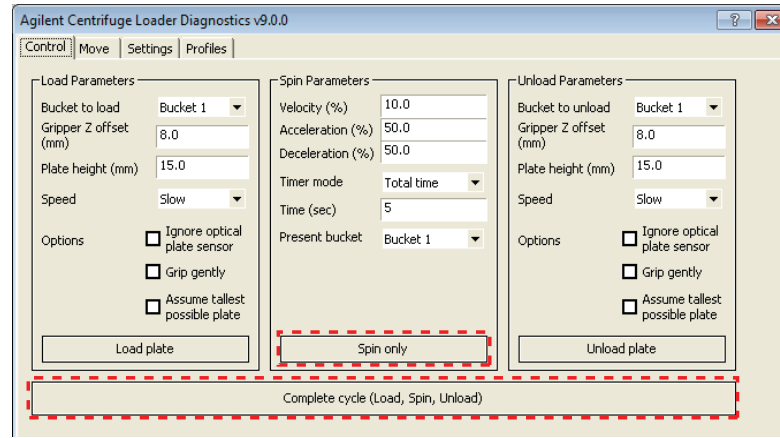 Agilent Centrifuge Loader Diagnostics v9.0.0
Control Move Settings Profiles
Load Parameters
Bucket to load Bucket 1
Gripper Z offset (mm) 8.0
Plate height (mm) 15.0
Speed Slow
Options
Ignore optical plate sensor
Grip gently
Assume tallest possible plate
Load plate
Spin Parameters
Velocity (%) 10.0
Acceleration (%) 50.0
Deceleration (%) 50.0
Timer mode Total time
Time (sec) 5
Present bucket Bucket 1
Spin only
Unload Parameters
Bucket to unload Bucket 1
Gripper Z offset (mm) 8.0
Plate height (mm) 15.0
Speed Slow
Options
Ignore optical plate sensor
Grip gently
Assume tallest possible plate
Unload plate
Complete cycle (Load, Spin, Unload)